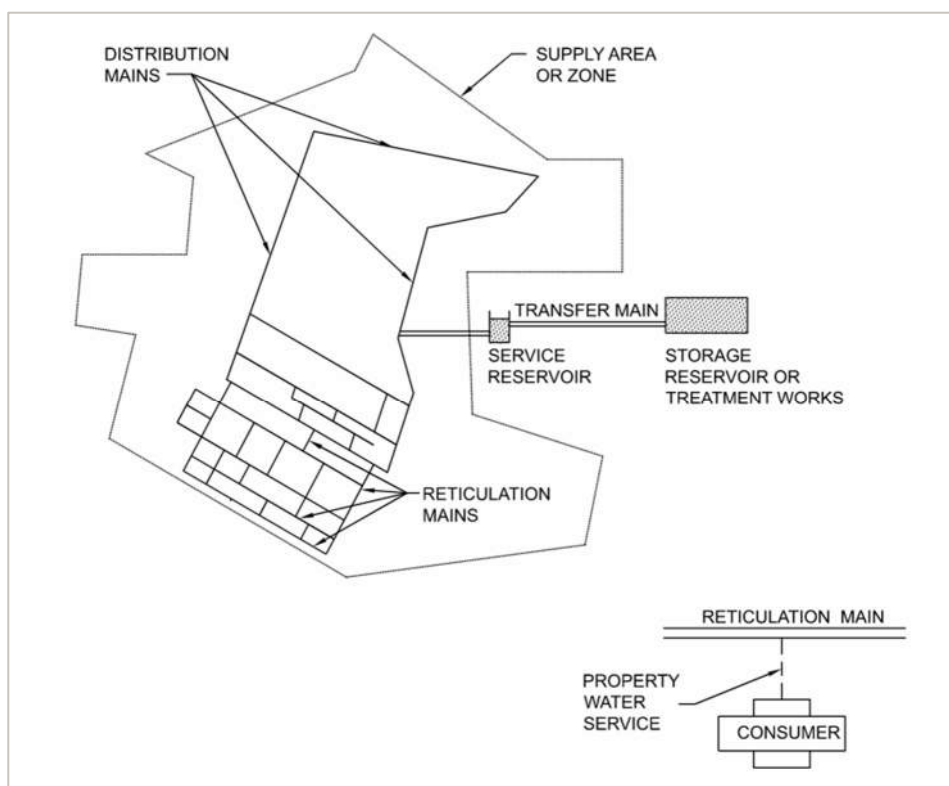 DISTRIBUTION
MAINS
SUPPLY AREA
OR ZONE
TRANSFER MAIN
SERVICE
RESERVOIR
STORAGE
RESERVOIR OR
TREATMENT WORKS
RETICULATION
MAINS
RETICULATION MAIN
PROPERTY
WATER
SERVICE
CONSUMER